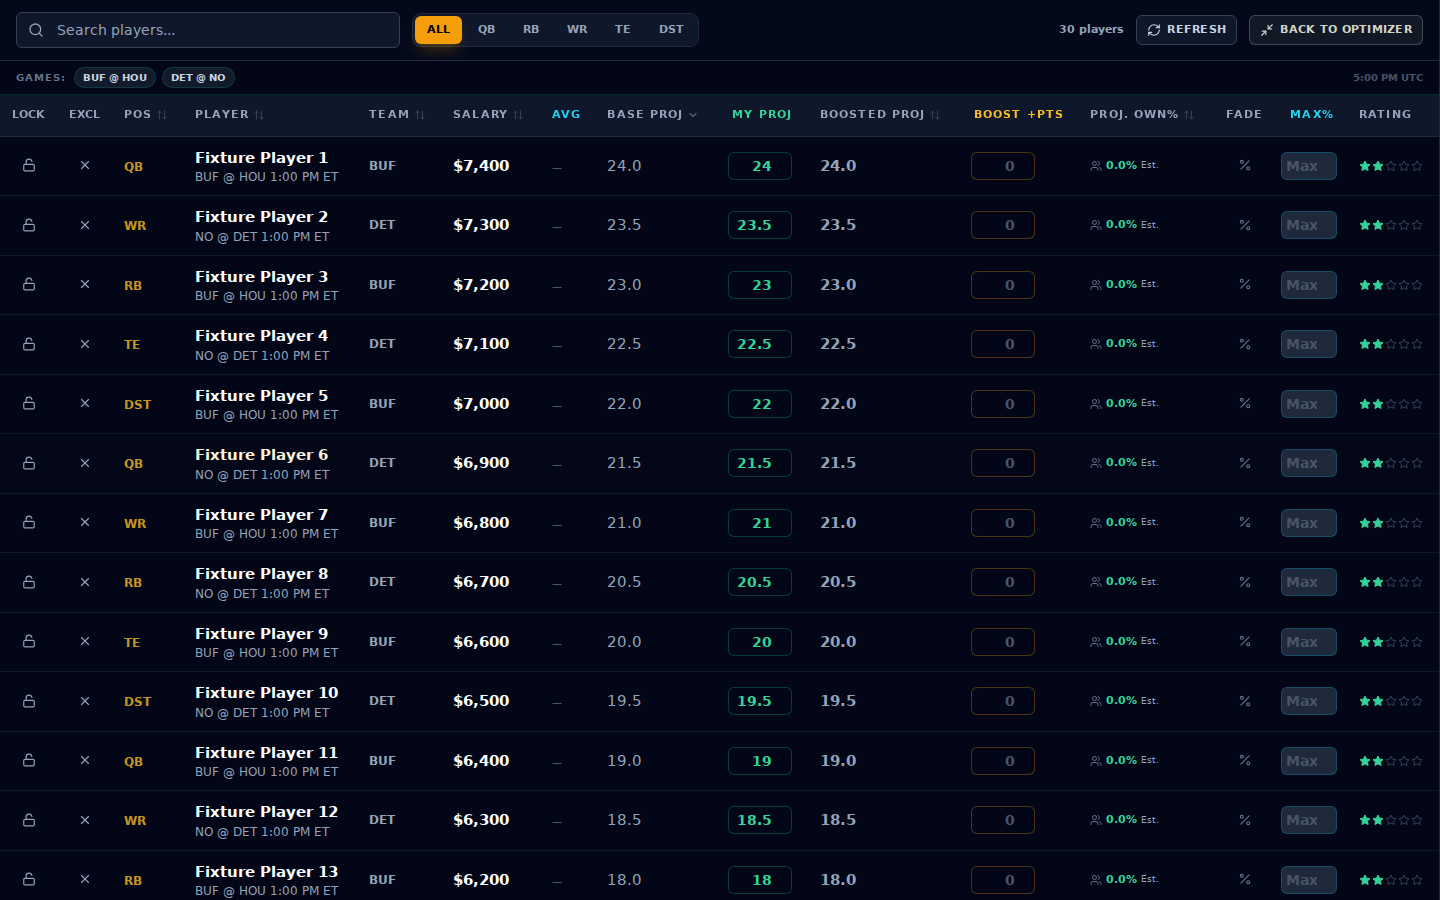 Search players... ALL QB RB WR TE DST 30 players REFRESH BACK TO OPTIMIZER
GAMES: BUF @ HOU DET @ NO 5:00 PM UTC
LOCK EXCL POS PLAYER TEAM SALARY AVG BASE PROJ MY PROJ BOOSTED PROJ BOOST +PTS PROJ. OWN% FADE MAX% RATING
QB Fixture Player 1 BUF $7,400 — 24.0 24 24.0 0 0.0% Est. % Max
BUF @ HOU 1:00 PM ET
WR Fixture Player 2 DET $7,300 — 23.5 23.5 23.5 0 0.0% Est. % Max
NO @ DET 1:00 PM ET
RB Fixture Player 3 BUF $7,200 — 23.0 23 23.0 0 0.0% Est. % Max
BUF @ HOU 1:00 PM ET
TE Fixture Player 4 DET $7,100 — 22.5 22.5 22.5 0 0.0% Est. % Max
NO @ DET 1:00 PM ET
DST Fixture Player 5 BUF $7,000 — 22.0 22 22.0 0 0.0% Est. % Max
BUF @ HOU 1:00 PM ET
QB Fixture Player 6 DET $6,900 — 21.5 21.5 21.5 0 0.0% Est. % Max
NO @ DET 1:00 PM ET
WR Fixture Player 7 BUF $6,800 — 21.0 21 21.0 0 0.0% Est. % Max
BUF @ HOU 1:00 PM ET
RB Fixture Player 8 DET $6,700 — 20.5 20.5 20.5 0 0.0% Est. % Max
NO @ DET 1:00 PM ET
TE Fixture Player 9 BUF $6,600 — 20.0 20 20.0 0 0.0% Est. % Max
BUF @ HOU 1:00 PM ET
DST Fixture Player 10 DET $6,500 — 19.5 19.5 19.5 0 0.0% Est. % Max
NO @ DET 1:00 PM ET
QB Fixture Player 11 BUF $6,400 — 19.0 19 19.0 0 0.0% Est. % Max
BUF @ HOU 1:00 PM ET
WR Fixture Player 12 DET $6,300 — 18.5 18.5 18.5 0 0.0% Est. % Max
NO @ DET 1:00 PM ET
RB Fixture Player 13 BUF $6,200 — 18.0 18 18.0 0 0.0% Est. % Max
BUF @ HOU 1:00 PM ET